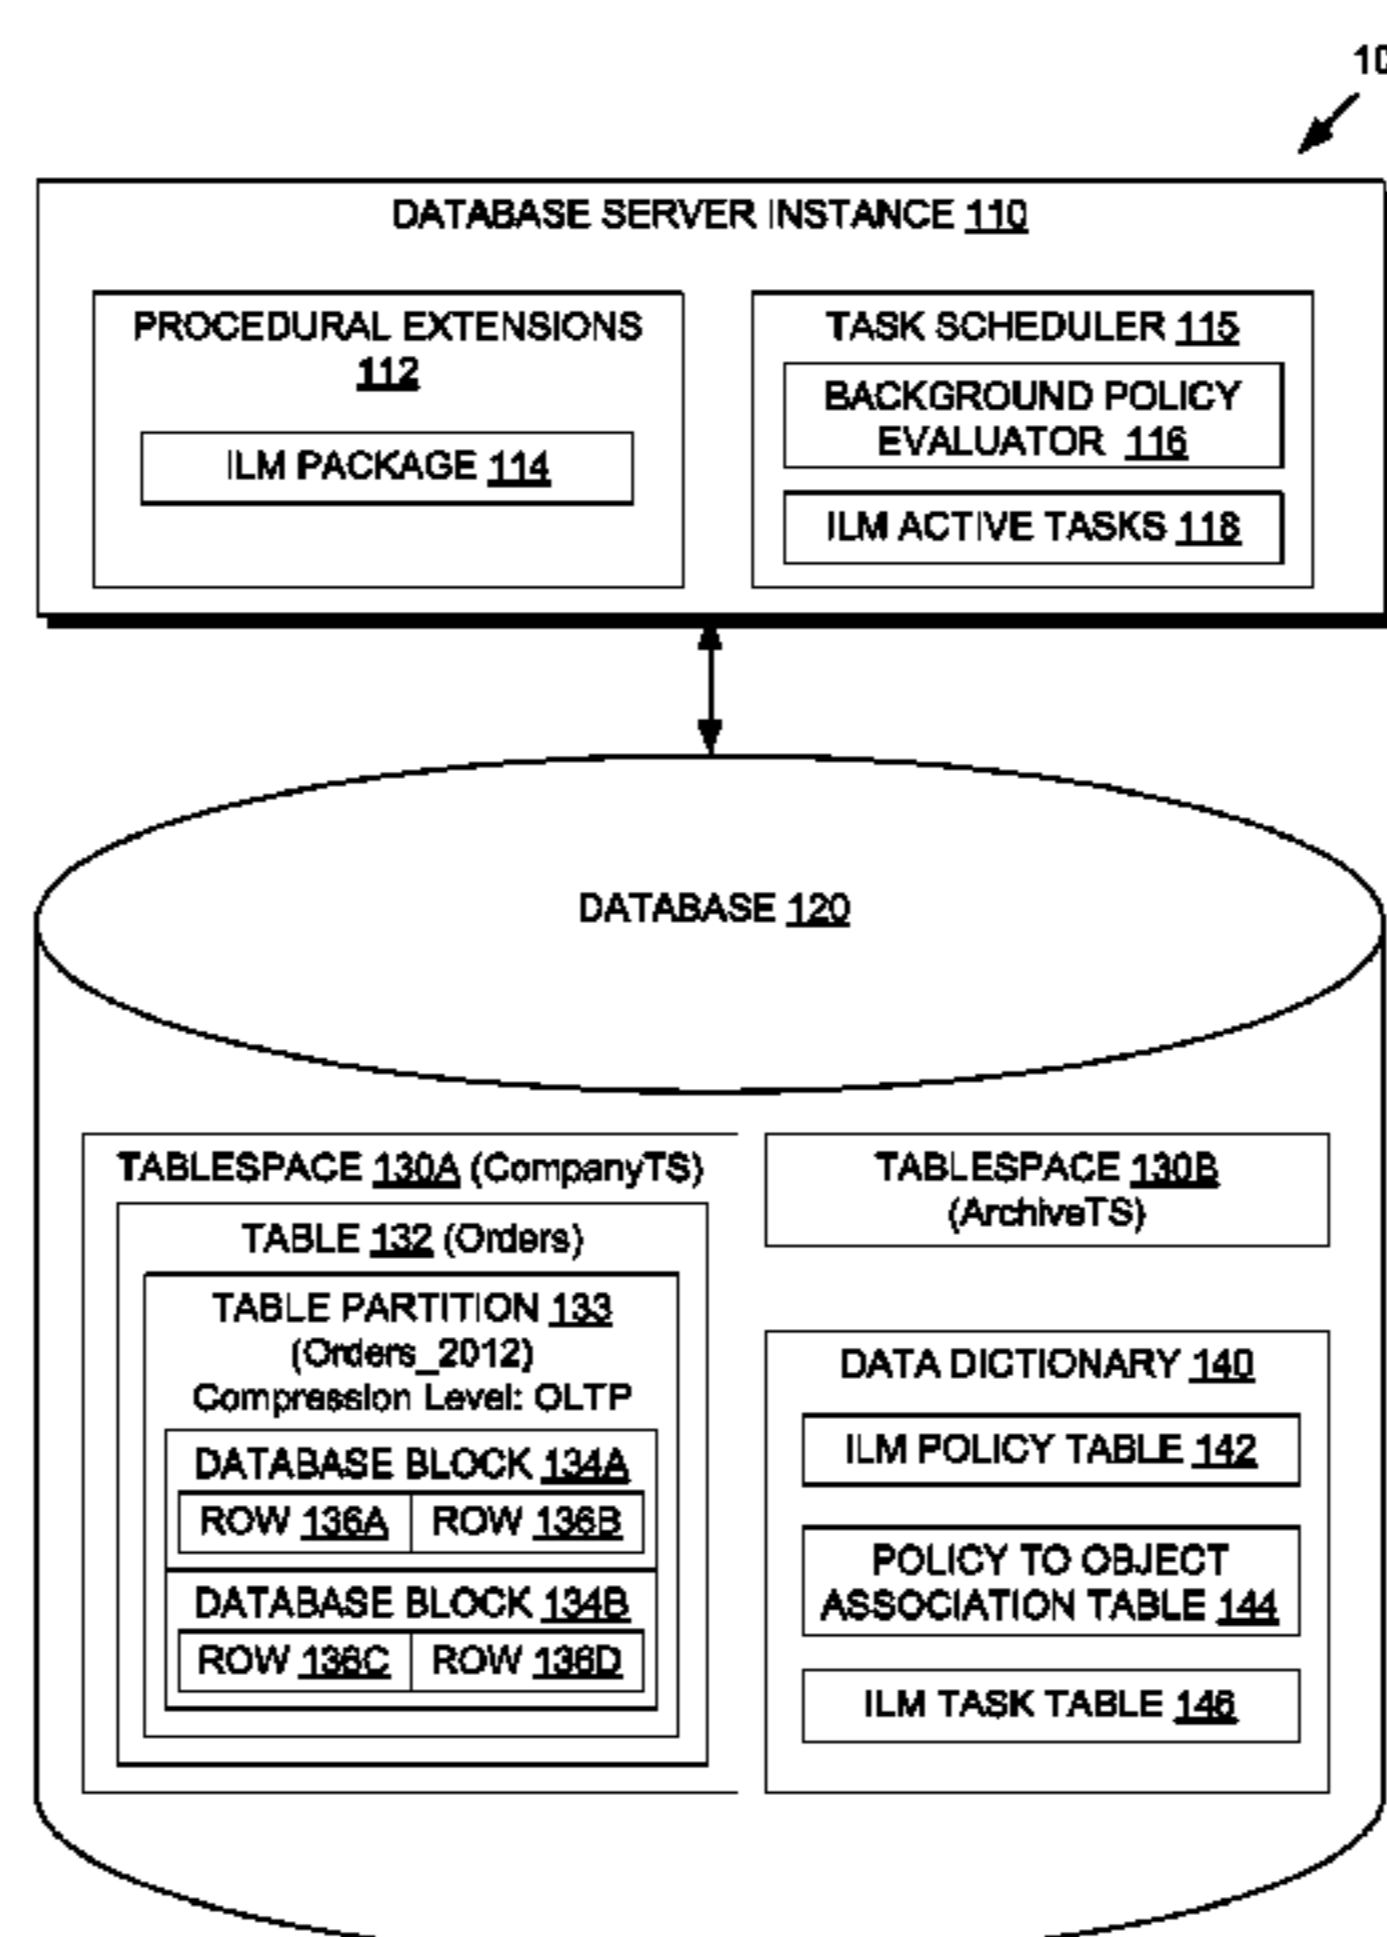 10
DATABASE SERVER INSTANCE 110
PROCEDURAL EXTENSIONS
112
ILM PACKAGE 114
TASK SCHEDULER 115
BACKGROUND POLICY
EVALUATOR 116
ILM ACTIVE TASKS 118
DATABASE 120
TABLESPACE 130A (CompanyTS)
TABLE 132 (Orders)
TABLE PARTITION 133
(Orders_2012)
Compression Level: OLTP
DATABASE BLOCK 134A
ROW 136A
ROW 136B
DATABASE BLOCK 134B
ROW 136C
ROW 136D
TABLESPACE 130B
(ArchiveTS)
DATA DICTIONARY 140
ILM POLICY TABLE 142
POLICY TO OBJECT
ASSOCIATION TABLE 144
ILM TASK TABLE 146